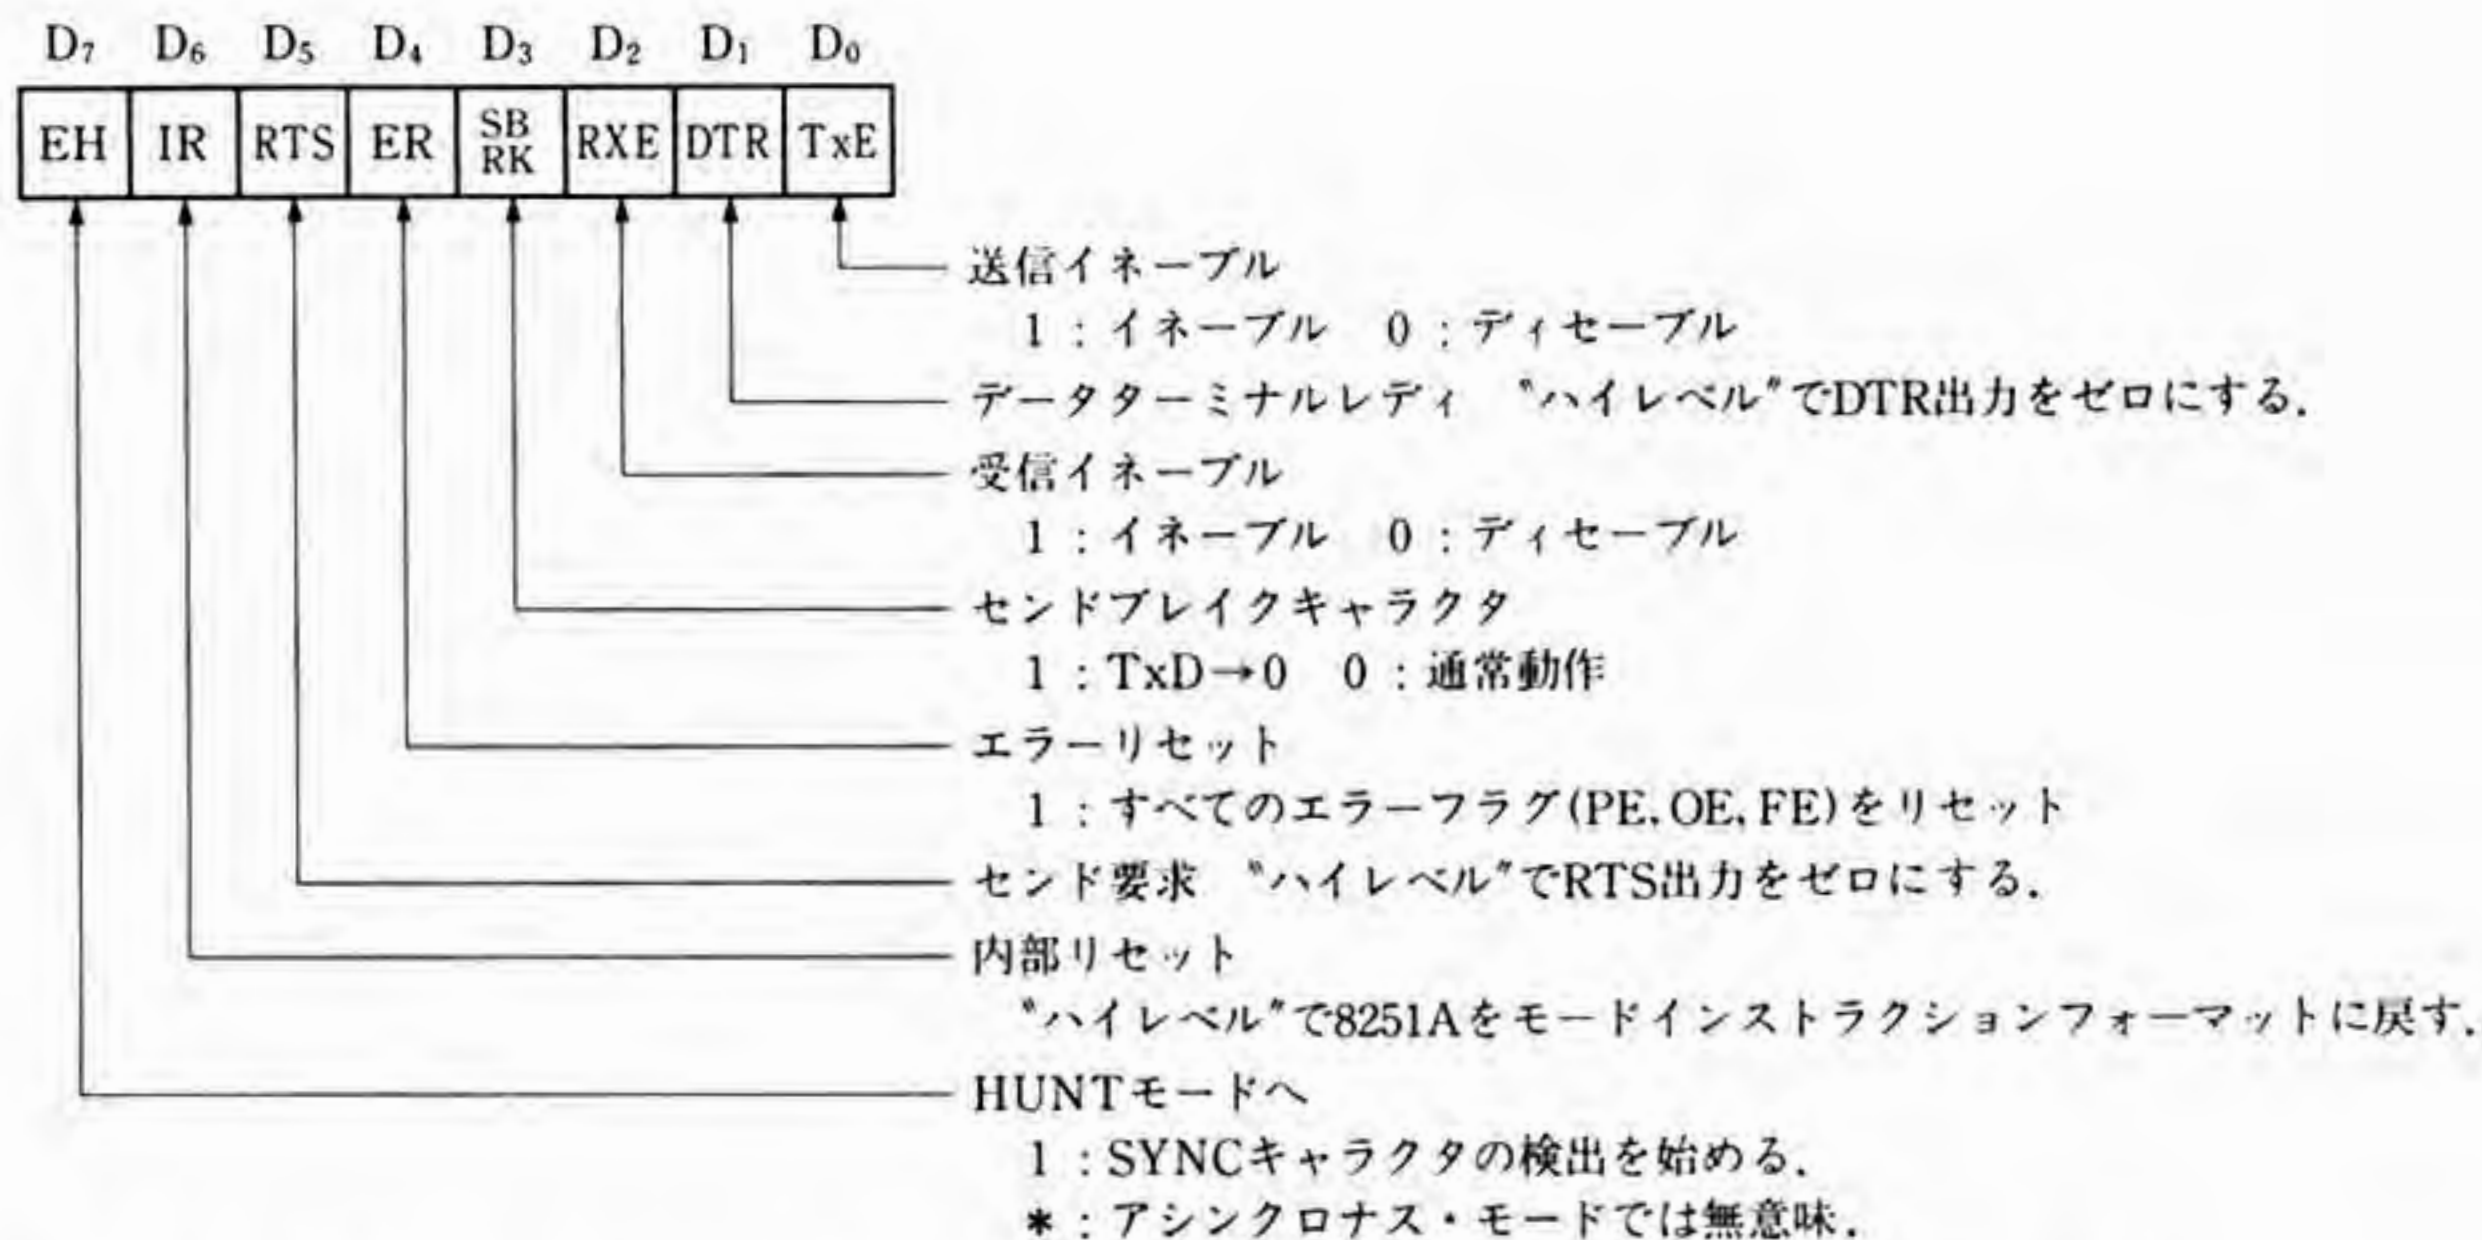 D₇ D₆ D₅ D₄ D₃ D₂ D₁ D₀
EH IR RTS ER SB RK RXE DTR TxE
送信イネーブル
1：イネーブル 0：ディセーブル
データターミナルレディ 〝ハイレベル〞でDTR出力をゼロにする．
受信イネーブル
1：イネーブル 0：ディセーブル
センドブレイクキャラクタ
1：TxD→0 0：通常動作
エラーリセット
1：すべてのエラーフラグ(PE, OE, FE)をリセット
センド要求 〝ハイレベル〞でRTS出力をゼロにする．
内部リセット
〝ハイレベル〞で8251Aをモードインストラクションフォーマットに戻す．
HUNTモードへ
1：SYNCキャラクタの検出を始める．
*：アシンクロナス・モードでは無意味．